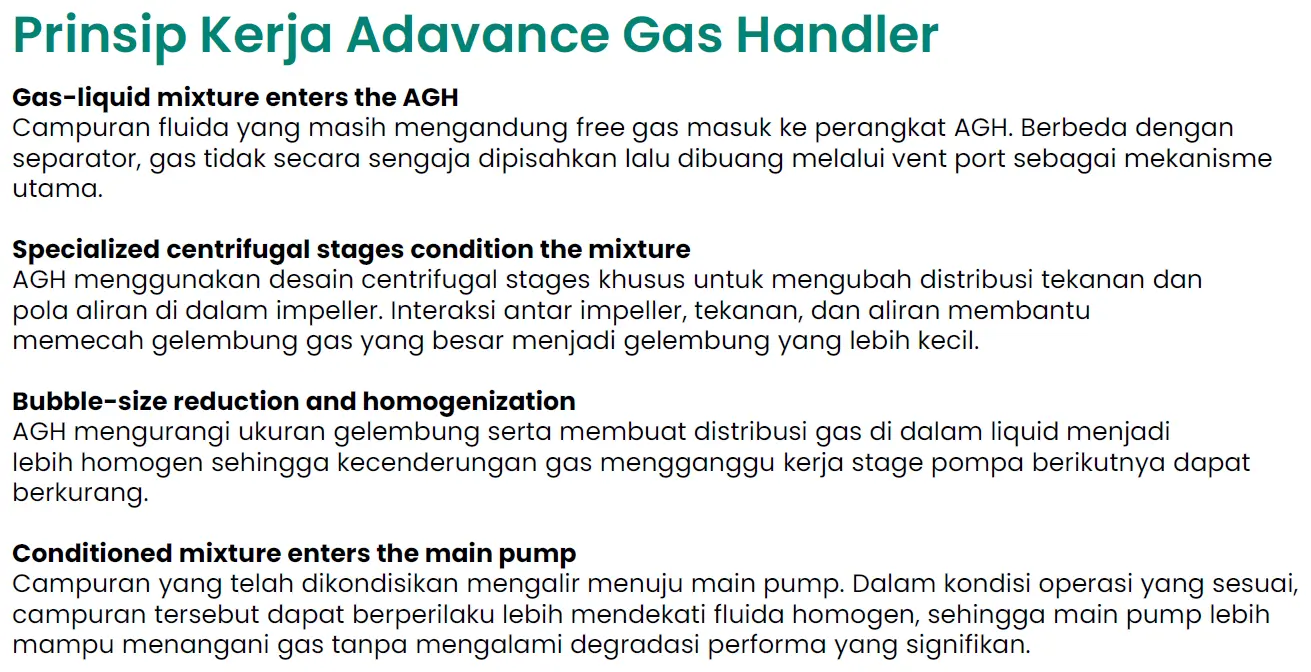 Prinsip Kerja Adavance Gas Handler
Gas-liquid mixture enters the AGH
Campuran fluida yang masih mengandung free gas masuk ke perangkat AGH. Berbeda dengan
separator, gas tidak secara sengaja dipisahkan lalu dibuang melalui vent port sebagai mekanisme
utama.
Specialized centrifugal stages condition the mixture
AGH menggunakan desain centrifugal stages khusus untuk mengubah distribusi tekanan dan
pola aliran di dalam impeller. Interaksi antar impeller, tekanan, dan aliran membantu
memecah gelembung gas yang besar menjadi gelembung yang lebih kecil.
Bubble-size reduction and homogenization
AGH mengurangi ukuran gelembung serta membuat distribusi gas di dalam liquid menjadi
lebih homogen sehingga kecenderungan gas mengganggu kerja stage pompa berikutnya dapat
berkurang.
Conditioned mixture enters the main pump
Campuran yang telah dikondisikan mengalir menuju main pump. Dalam kondisi operasi yang sesuai,
campuran tersebut dapat berperilaku lebih mendekati fluida homogen, sehingga main pump lebih
mampu menangani gas tanpa mengalami degradasi performa yang signifikan.